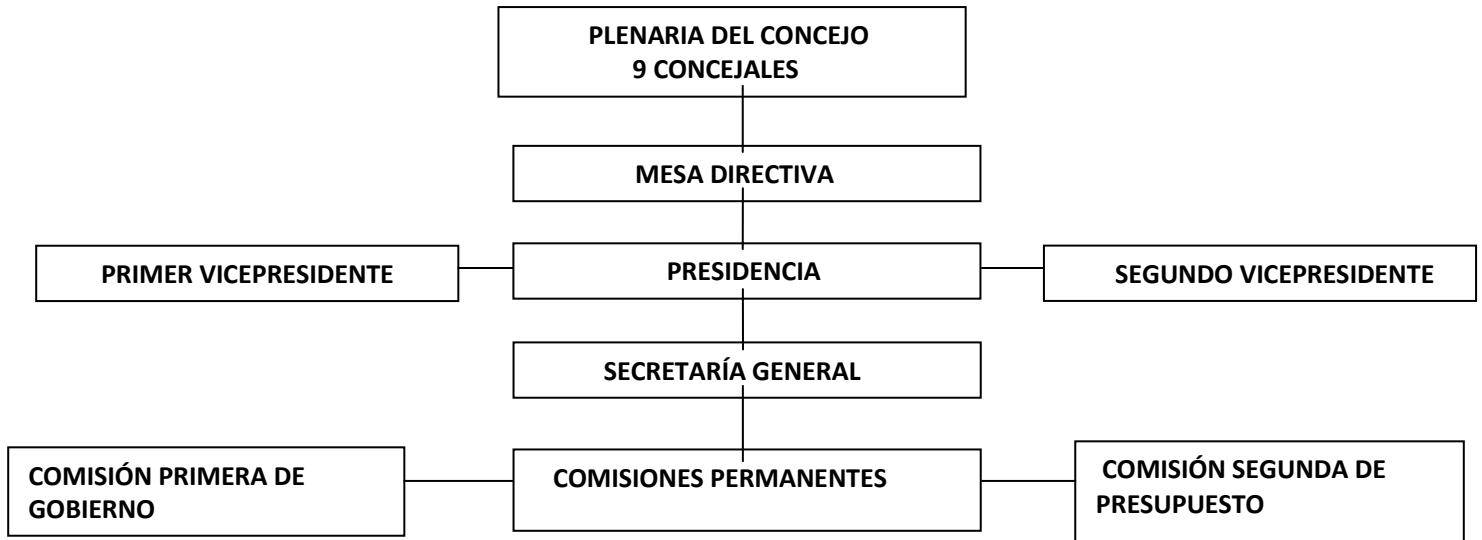 PLENARIA DEL CONCEJO
9 CONCEJALES
MESA DIRECTIVA
PRIMER VICEPRESIDENTE
PRESIDENCIA
SEGUNDO VICEPRESIDENTE
SECRETARÍA GENERAL
COMISIÓN PRIMERA DE
GOBIERNO
COMISIONES PERMANENTES
COMISIÓN SEGUNDA DE
PRESUPUESTO